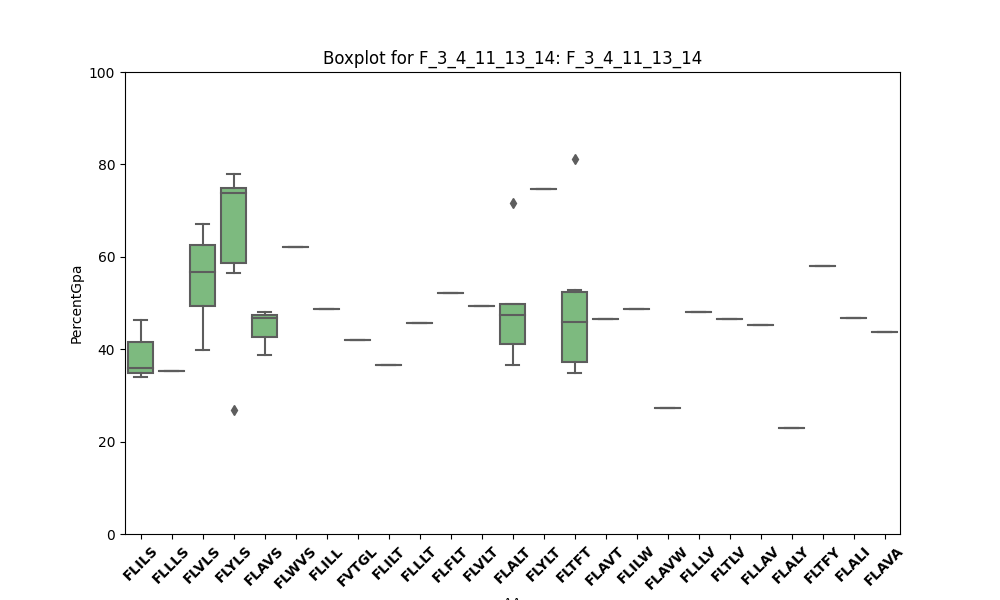 Boxplot for F_3_4_11_13_14: F_3_4_11_13_14
PercentGpa
100
80
60
40
20
0
FLILS
FLLLS
FLVLS
FLYLS
FLAVS
FLWVS
FLILL
FVTGL
FLILT
FLLLT
FLFLT
FLVLT
FLALT
FLYLT
FLTFT
FLAVT
FLILW
FLAVW
FLLLV
FLTLV
FLLAV
FLALY
FLTFY
FLALI
FLAVA